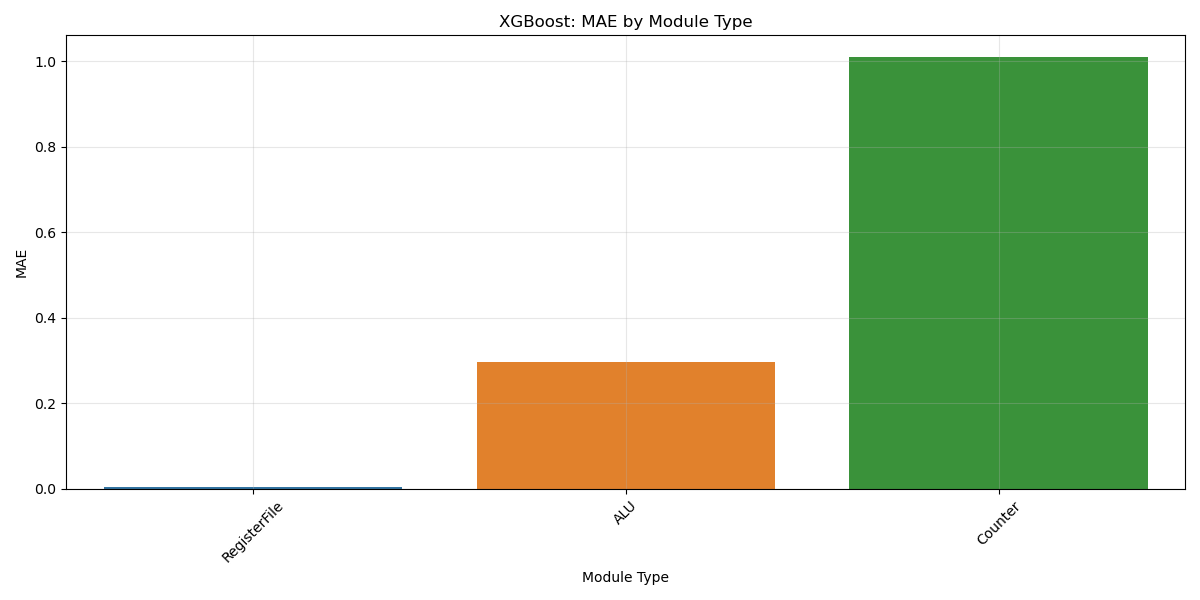 XGBoost: MAE by Module Type
1.0
0.8
0.6
0.4
0.2
0.0
MAE
RegisterFile
ALU
Counter
Module Type